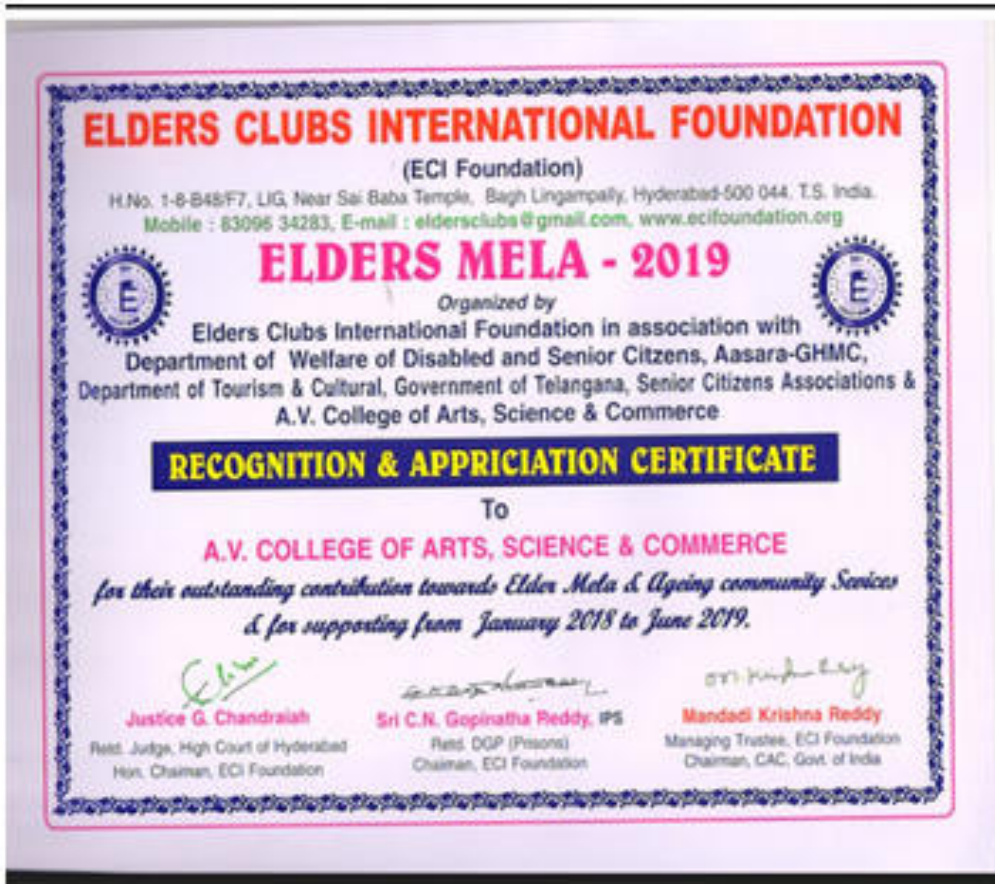 ELDERS CLUBS INTERNATIONAL FOUNDATION
(ECI Foundation)
H.No. 1-8-B48/F7, LIG, Near Sai Baba Temple, Bagh Lingampally, Hyderabad-500 044. T.S. India.
Mobile : 83096 34283, E-mail : eldersclubs@gmail.com, www.ecifoundation.org
ELDERS MELA - 2019
E
E
Organized by
Elders Clubs International Foundation in association with
Department of Welfare of Disabled and Senior Citzens, Aasara-GHMC,
Department of Tourism & Cultural, Government of Telangana, Senior Citizens Associations &
A.V. College of Arts, Science & Commerce
RECOGNITION & APPRICIATION CERTIFICATE
To
A.V. COLLEGE OF ARTS, SCIENCE & COMMERCE
for their outstanding contribution towards Elder Mela & Ageing community Sevices
& for supporting from January 2018 to June 2019.
Justice G. Chandraiah
Retd. Judge, High Court of Hyderabad
Hon. Chaiman, ECI Foundation
Sri C.N. Gopinatha Reddy, IPS
Retd. DGP (Prisons)
Chaiman, ECI Foundation
Mandadi Krishna Reddy
Managing Trustee, ECI Foundation
Chaiman, CAC, Govt. of India